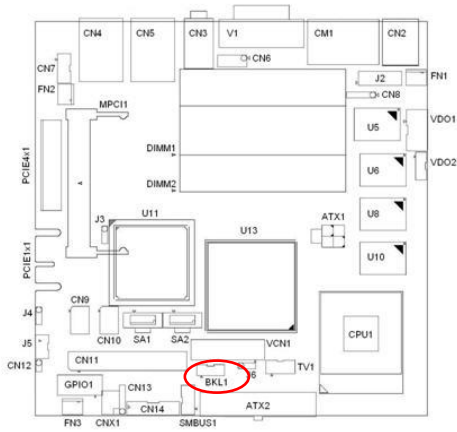 CN4
CN5
CN3
V1
CM1
CN2
CN6
CN7
J2
FN1
FN2
CN8
MPCI1
VDO1
U5
PCIE4x1
DIMM1
U6
VDO2
DIMM2
J3
U11
U8
ATX1
U13
PCIE1x1
U10
CN9
J4
CN10
SA1
SA2
CPU1
J5
VCN1
CN11
CN12
TV1
GPIO1
CN13
BKL1
CN14
ATX2
FN3
CNX1
SMBUS1